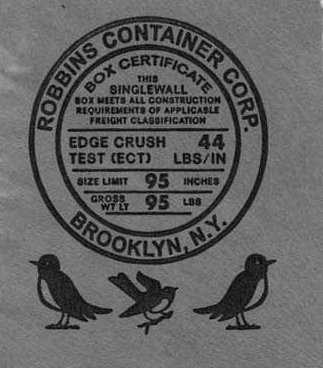 ROBBINS CONTAINER CORP.
BOX CERTIFICATE
THIS
SINGLEWALL
BOX MEETS ALL CONSTRUCTION
REQUIREMENTS OF APPLICABLE
FREIGHT CLASSIFICATION
EDGE CRUSH 44
TEST (ECT) LBS/IN
SIZE LIMIT 95 INCHES
GROSS
WT LT 95 LBS
BROOKLYN, N.Y.